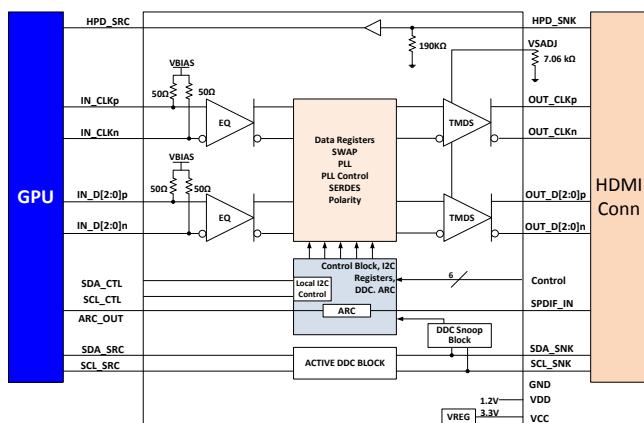 HPD_SRC
HPD_SNK
190KΩ
VSADJ
7.06 kΩ
VBIAS
50Ω
50Ω
IN_CLKp
IN_CLKn
EQ
Data Registers
SWAP
PLL
PLL Control
SERDES
Polarity
TMDS
OUT_CLKp
OUT_CLKn
GPU
HDMI
Conn
VBIAS
50Ω
50Ω
IN_D[2:0]p
IN_D[2:0]n
EQ
TMDS
OUT_D[2:0]p
OUT_D[2:0]n
Control Block, I2C
Registers,
DDC. ARC
Local I2C
Control
ARC
SDA_CTL
SCL_CTL
ARC_OUT
6
Control
SPDIF_IN
DDC Snoop
Block
SDA_SRC
SCL_SRC
ACTIVE DDC BLOCK
SDA_SNK
SCL_SNK
GND
1.2V
VDD
VREG
3.3V
VCC